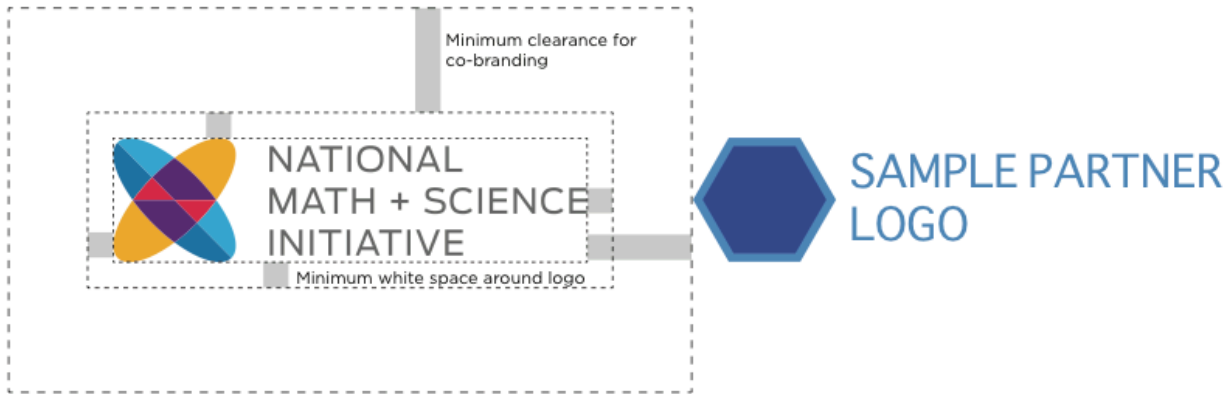 Minimum clearance for
co-branding
NATIONAL
MATH + SCIENCE
INITIATIVE
Minimum white space around logo
SAMPLE PARTNER
LOGO